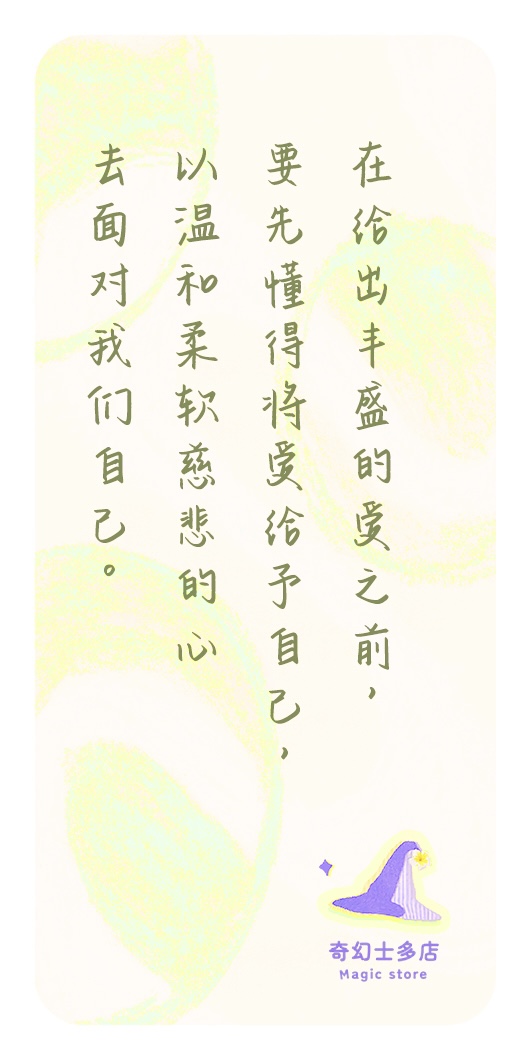 在给出丰盛的爱之前，
要先懂得将爱给予自己，
以温和柔软慈悲的心
去面对我们自己。
奇幻士多店
Magic store